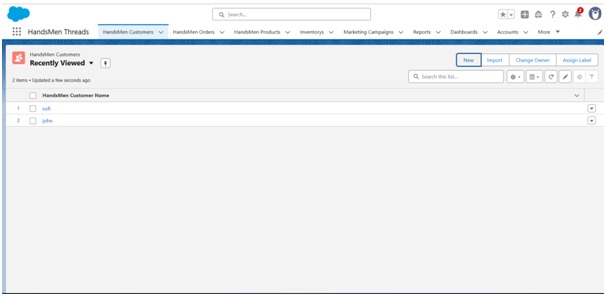 Search...
HandsMen Threads HandsMen Customers HandsMen Orders HandsMen Products Inventorys Marketing Campaigns Reports Dashboards Accounts More
HandsMen Customers
Recently Viewed
New Import Change Owner Assign Label
2 items • Updated a few seconds ago
Search this list...
HandsMen Customer Name
1 sofi
2 john